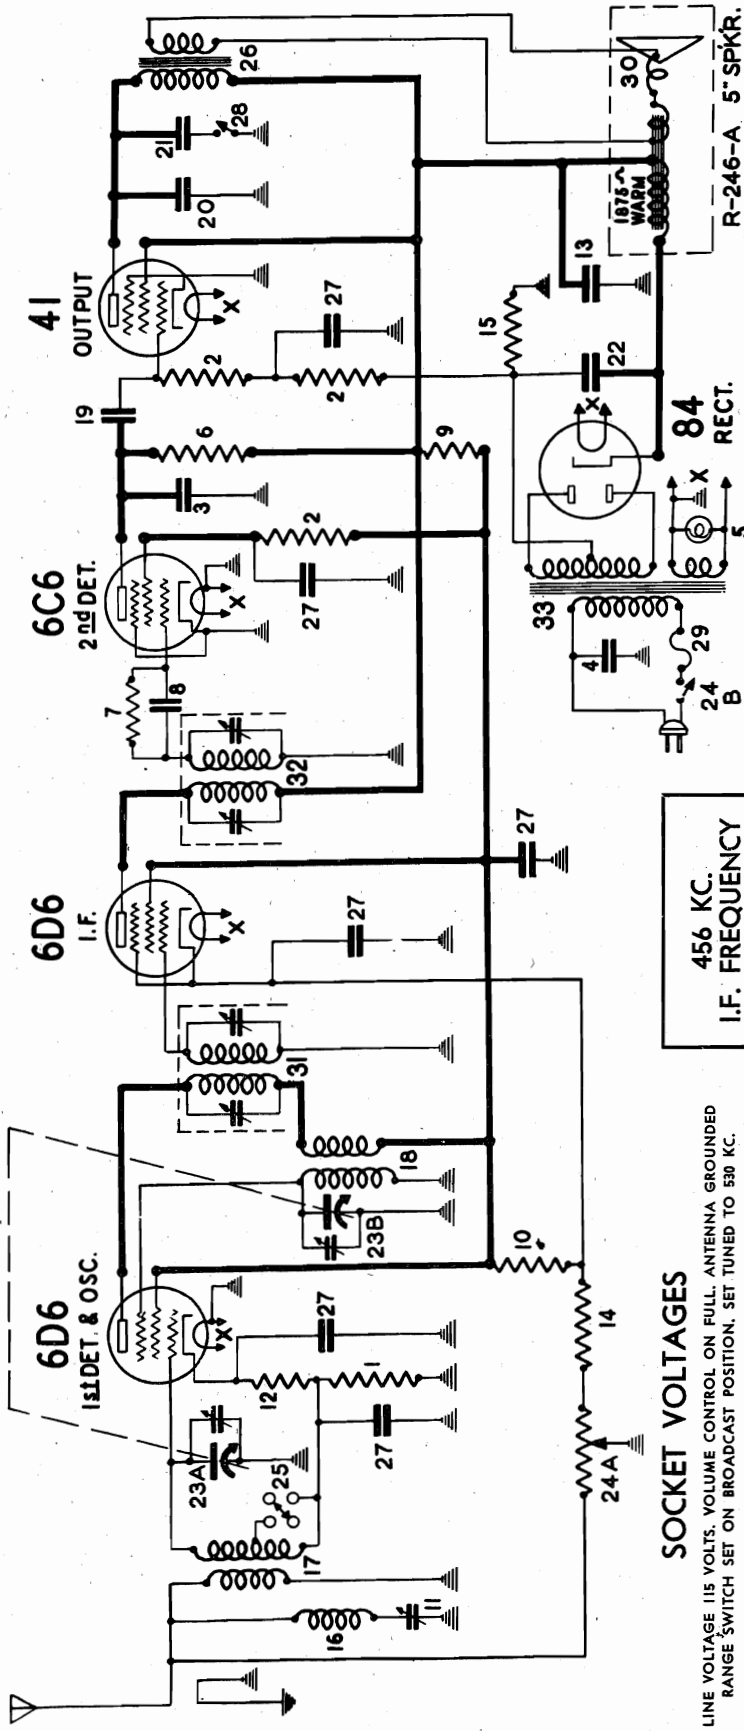 6D6
1st DET. & OSC.
6D6
I.F.
6C6
2nd DET.
41
OUTPUT
X
X
X
X
23A
25
17
16
11
12
1
27
27
23B
18
31
27
27
32
7
8
27
2
3
6
19
9
2
2
27
20
21
28
26
10
14
24A
15
13
22
33
4
29
24
B
X
84
RECT.
X
5
1875~
WARM
30
R-246-A 5" SP'K'R.
456 KC.
I.F. FREQUENCY
SOCKET VOLTAGES
LINE VOLTAGE 115 VOLTS. VOLUME CONTROL ON FULL. ANTENNA GROUNDED
RANGE SWITCH SET ON BROADCAST POSITION. SET TUNED TO 530 KC.